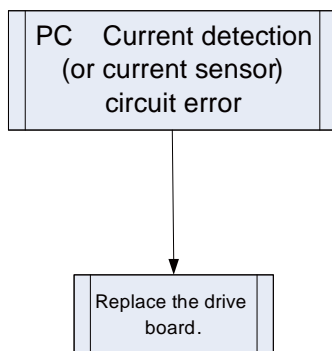 PC Current detection
(or current sensor)
circuit error
Replace the drive
board.